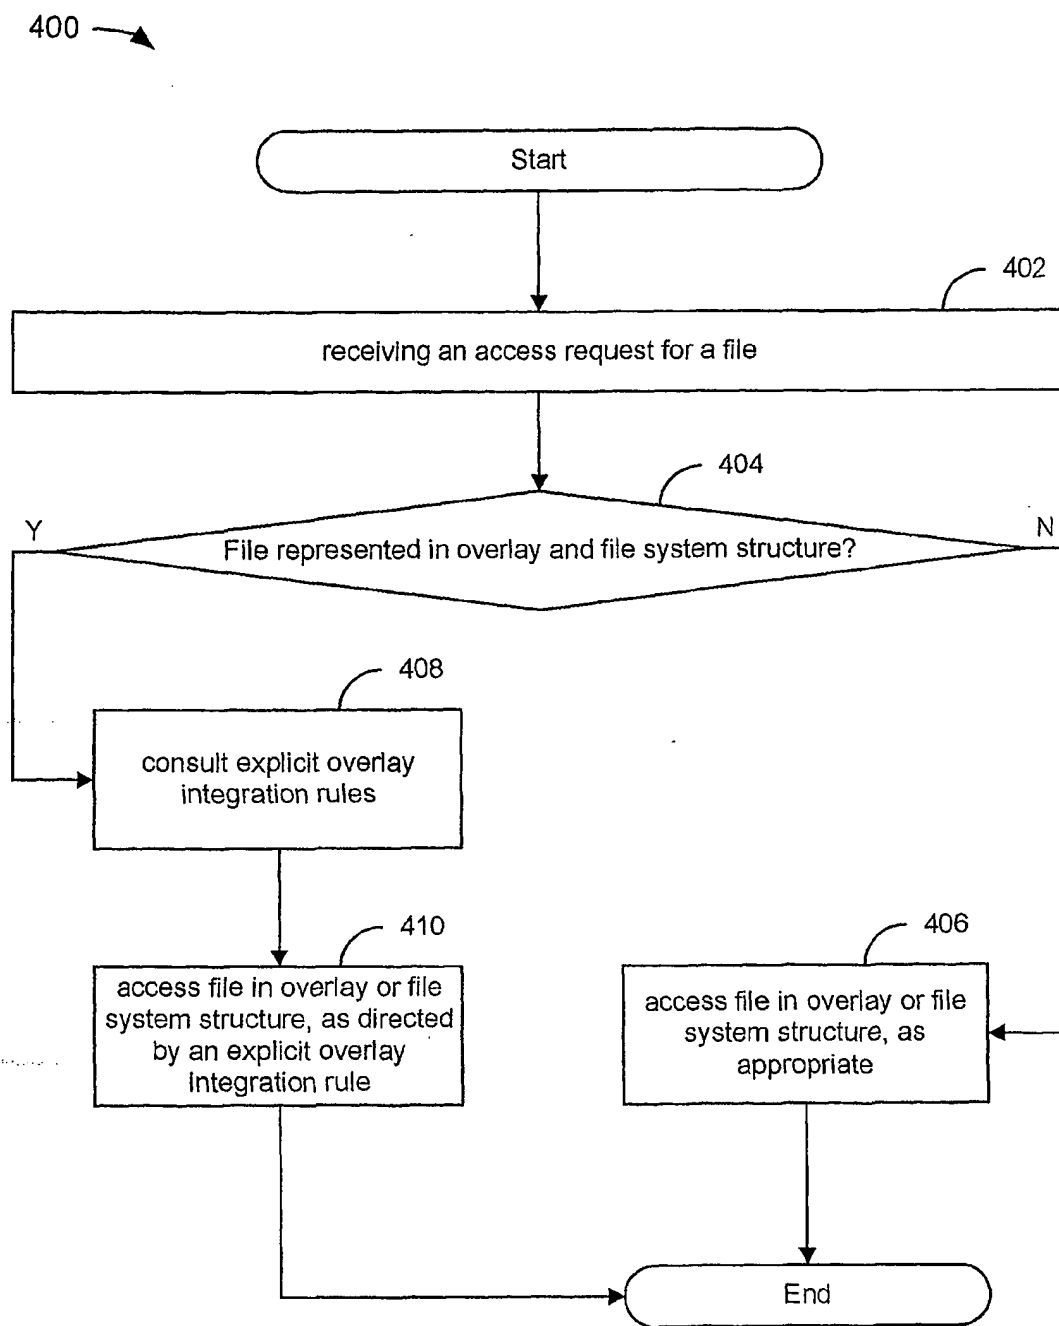 400
Start
402
receiving an access request for a file
404
Y
N
File represented in overlay and file system structure?
408
consult explicit overlay
integration rules
410
access file in overlay or file
system structure, as directed
by an explicit overlay
integration rule
406
access file in overlay or file
system structure, as
appropriate
End